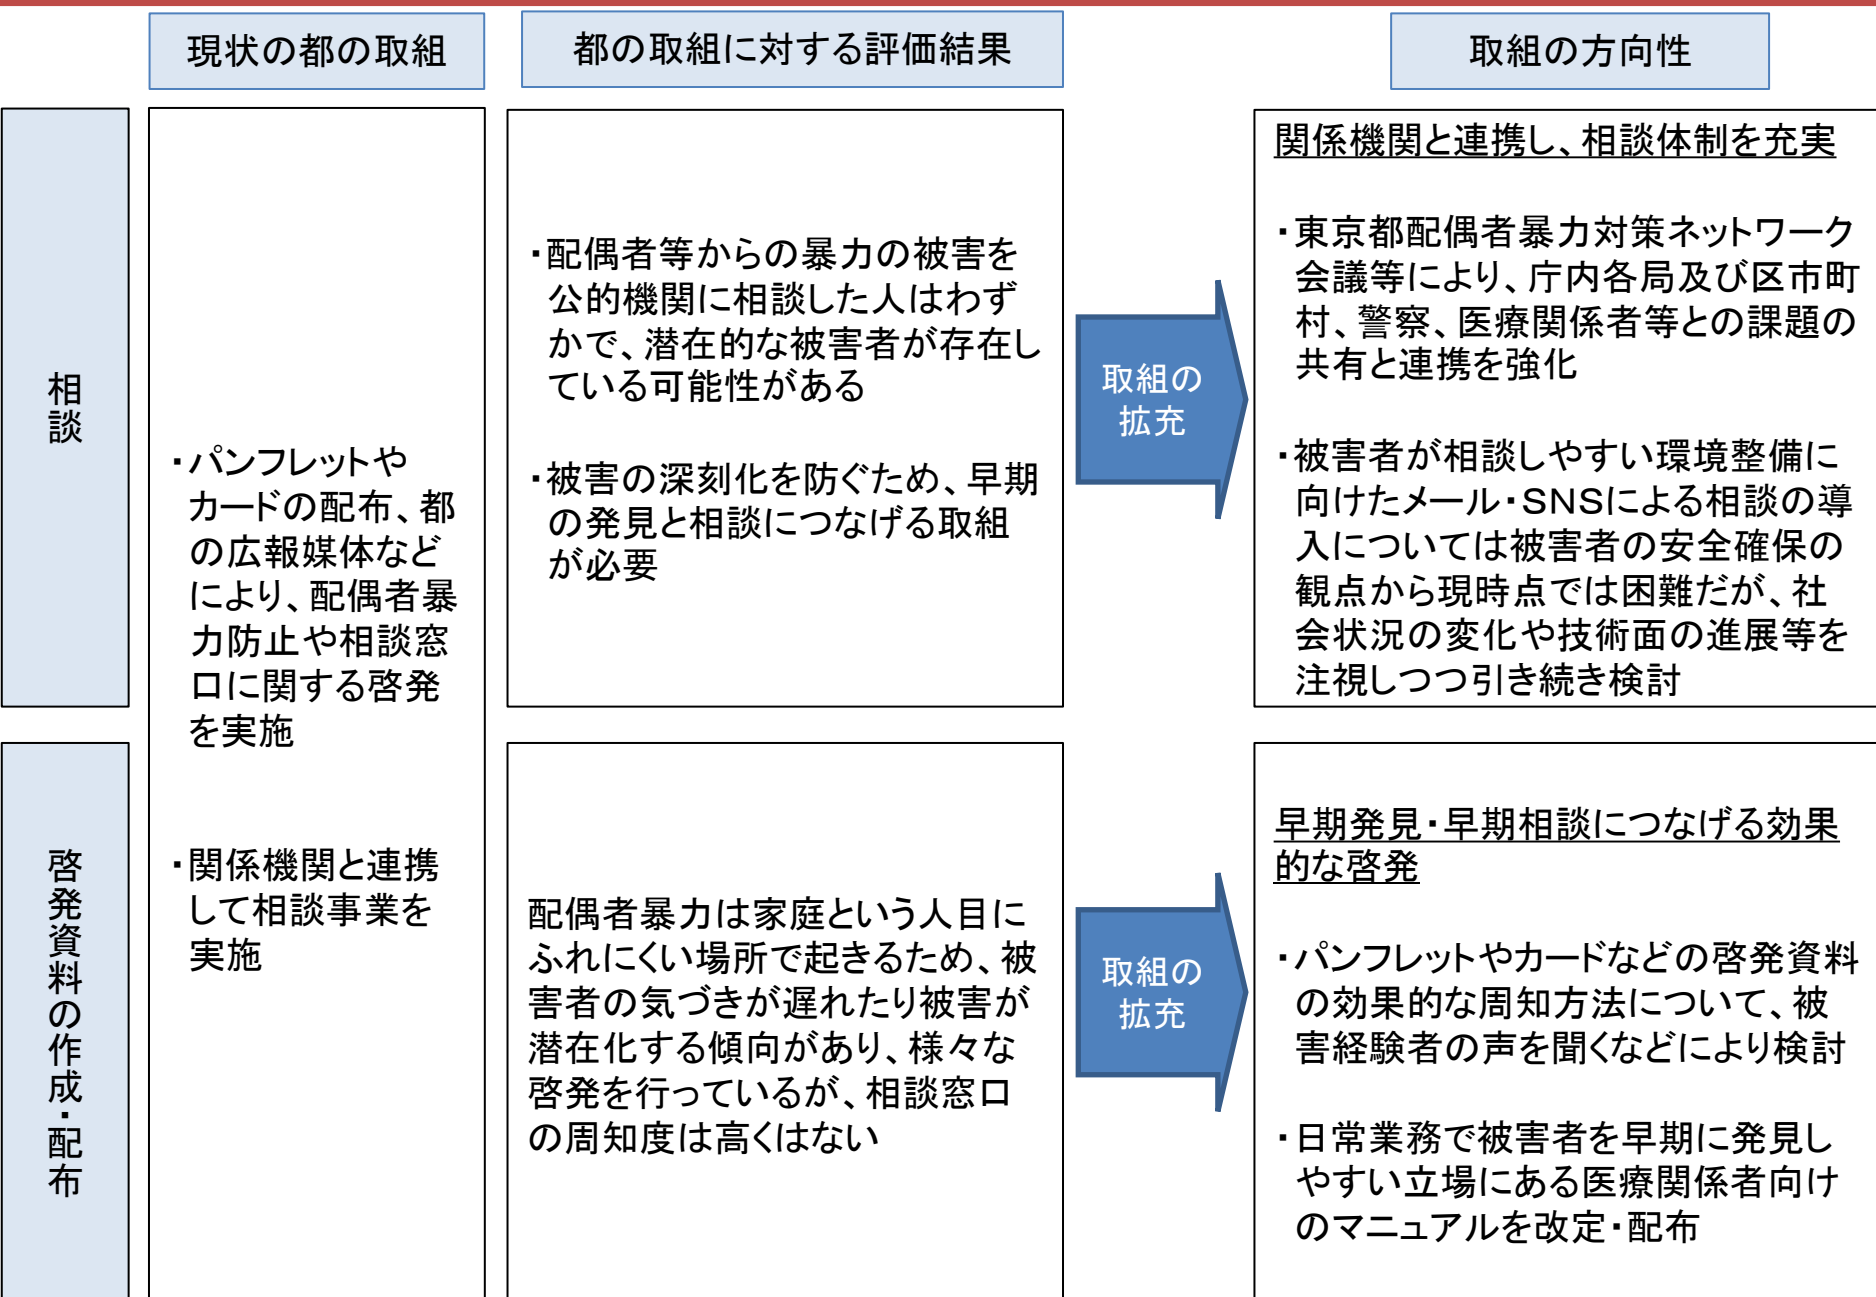 現状の都の取組
都の取組に対する評価結果
取組の方向性
相談
・パンフレットや
カードの配布、都
の広報媒体など
により、配偶者暴
力防止や相談窓
口に関する啓発
を実施
・関係機関と連携
して相談事業を
実施
・配偶者等からの暴力の被害を
公的機関に相談した人はわず
かで、潜在的な被害者が存在し
ている可能性がある
・被害の深刻化を防ぐため、早期
の発見と相談につなげる取組
が必要
取組の
拡充
関係機関と連携し、相談体制を充実
・東京都配偶者暴力対策ネットワーク
会議等により、庁内各局及び区市町
村、警察、医療関係者等との課題の
共有と連携を強化
・被害者が相談しやすい環境整備に
向けたメール・SNSによる相談の導
入については被害者の安全確保の
観点から現時点では困難だが、社
会状況の変化や技術面の進展等を
注視しつつ引き続き検討
啓発資料の作成・配布
配偶者暴力は家庭という人目に
ふれにくい場所で起きるため、被
害者の気づきが遅れたり被害が
潜在化する傾向があり、様々な
啓発を行っているが、相談窓口
の周知度は高くはない
取組の
拡充
早期発見・早期相談につなげる効果
的な啓発
・パンフレットやカードなどの啓発資料
の効果的な周知方法について、被
害経験者の声を聞くなどにより検討
・日常業務で被害者を早期に発見し
やすい立場にある医療関係者向け
のマニュアルを改定・配布